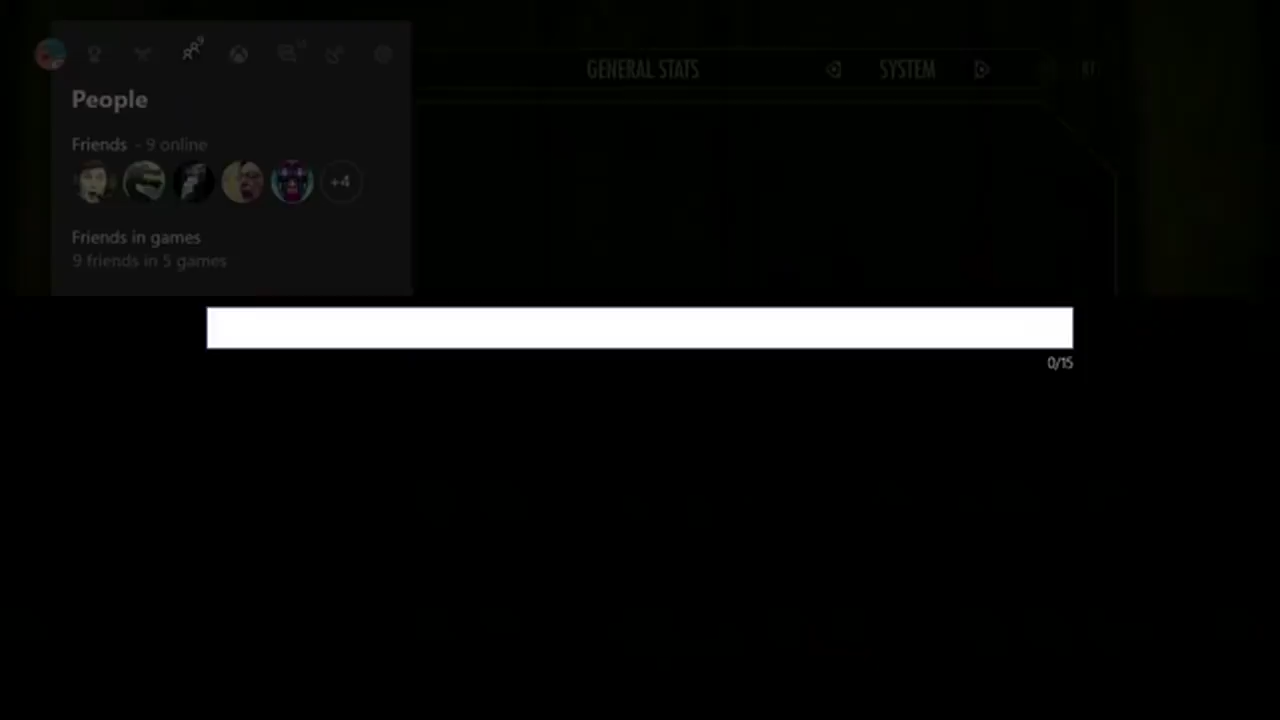 GENERAL STATS
SYSTEM
People
Friends - 9 online
+4
Friends in games
9 friends in 5 games
0/15